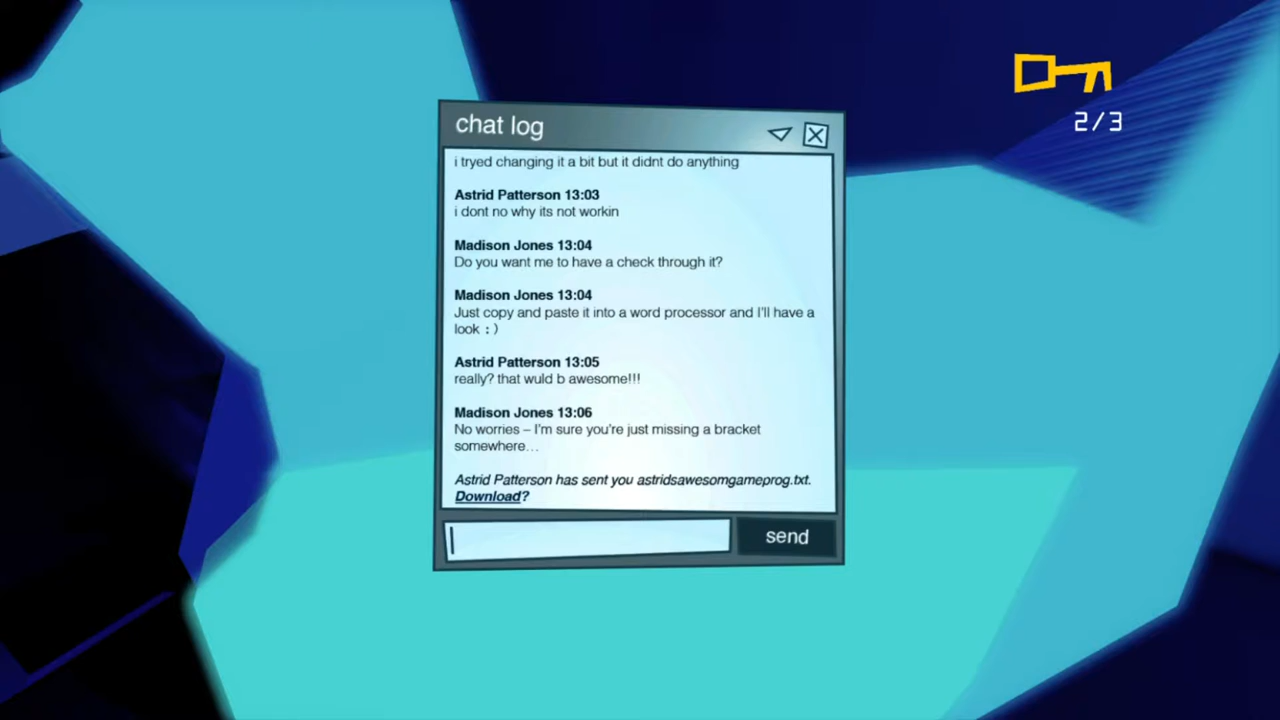 2/3
chat log
i tryed changing it a bit but it didnt do anything
Astrid Patterson 13:03
i dont no why its not workin
Madison Jones 13:04
Do you want me to have a check through it?
Madison Jones 13:04
Just copy and paste it into a word processor and I'll have a
look : )
Astrid Patterson 13:05
really? that wuld b awesome!!!
Madison Jones 13:06
No worries – I'm sure you're just missing a bracket
somewhere…
Astrid Patterson has sent you astridsawesomgameprog.txt.
Download?
send